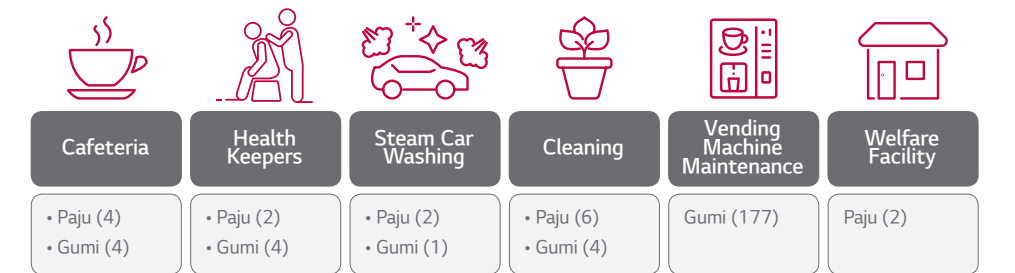 Cafeteria
Health
Keepers
Steam Car
Washing
Cleaning
Vending
Machine
Maintenance
Welfare
Facility
• Paju (4)
• Gumi (4)
• Paju (2)
• Gumi (4)
• Paju (2)
• Gumi (1)
• Paju (6)
• Gumi (4)
Gumi (177)
Paju (2)